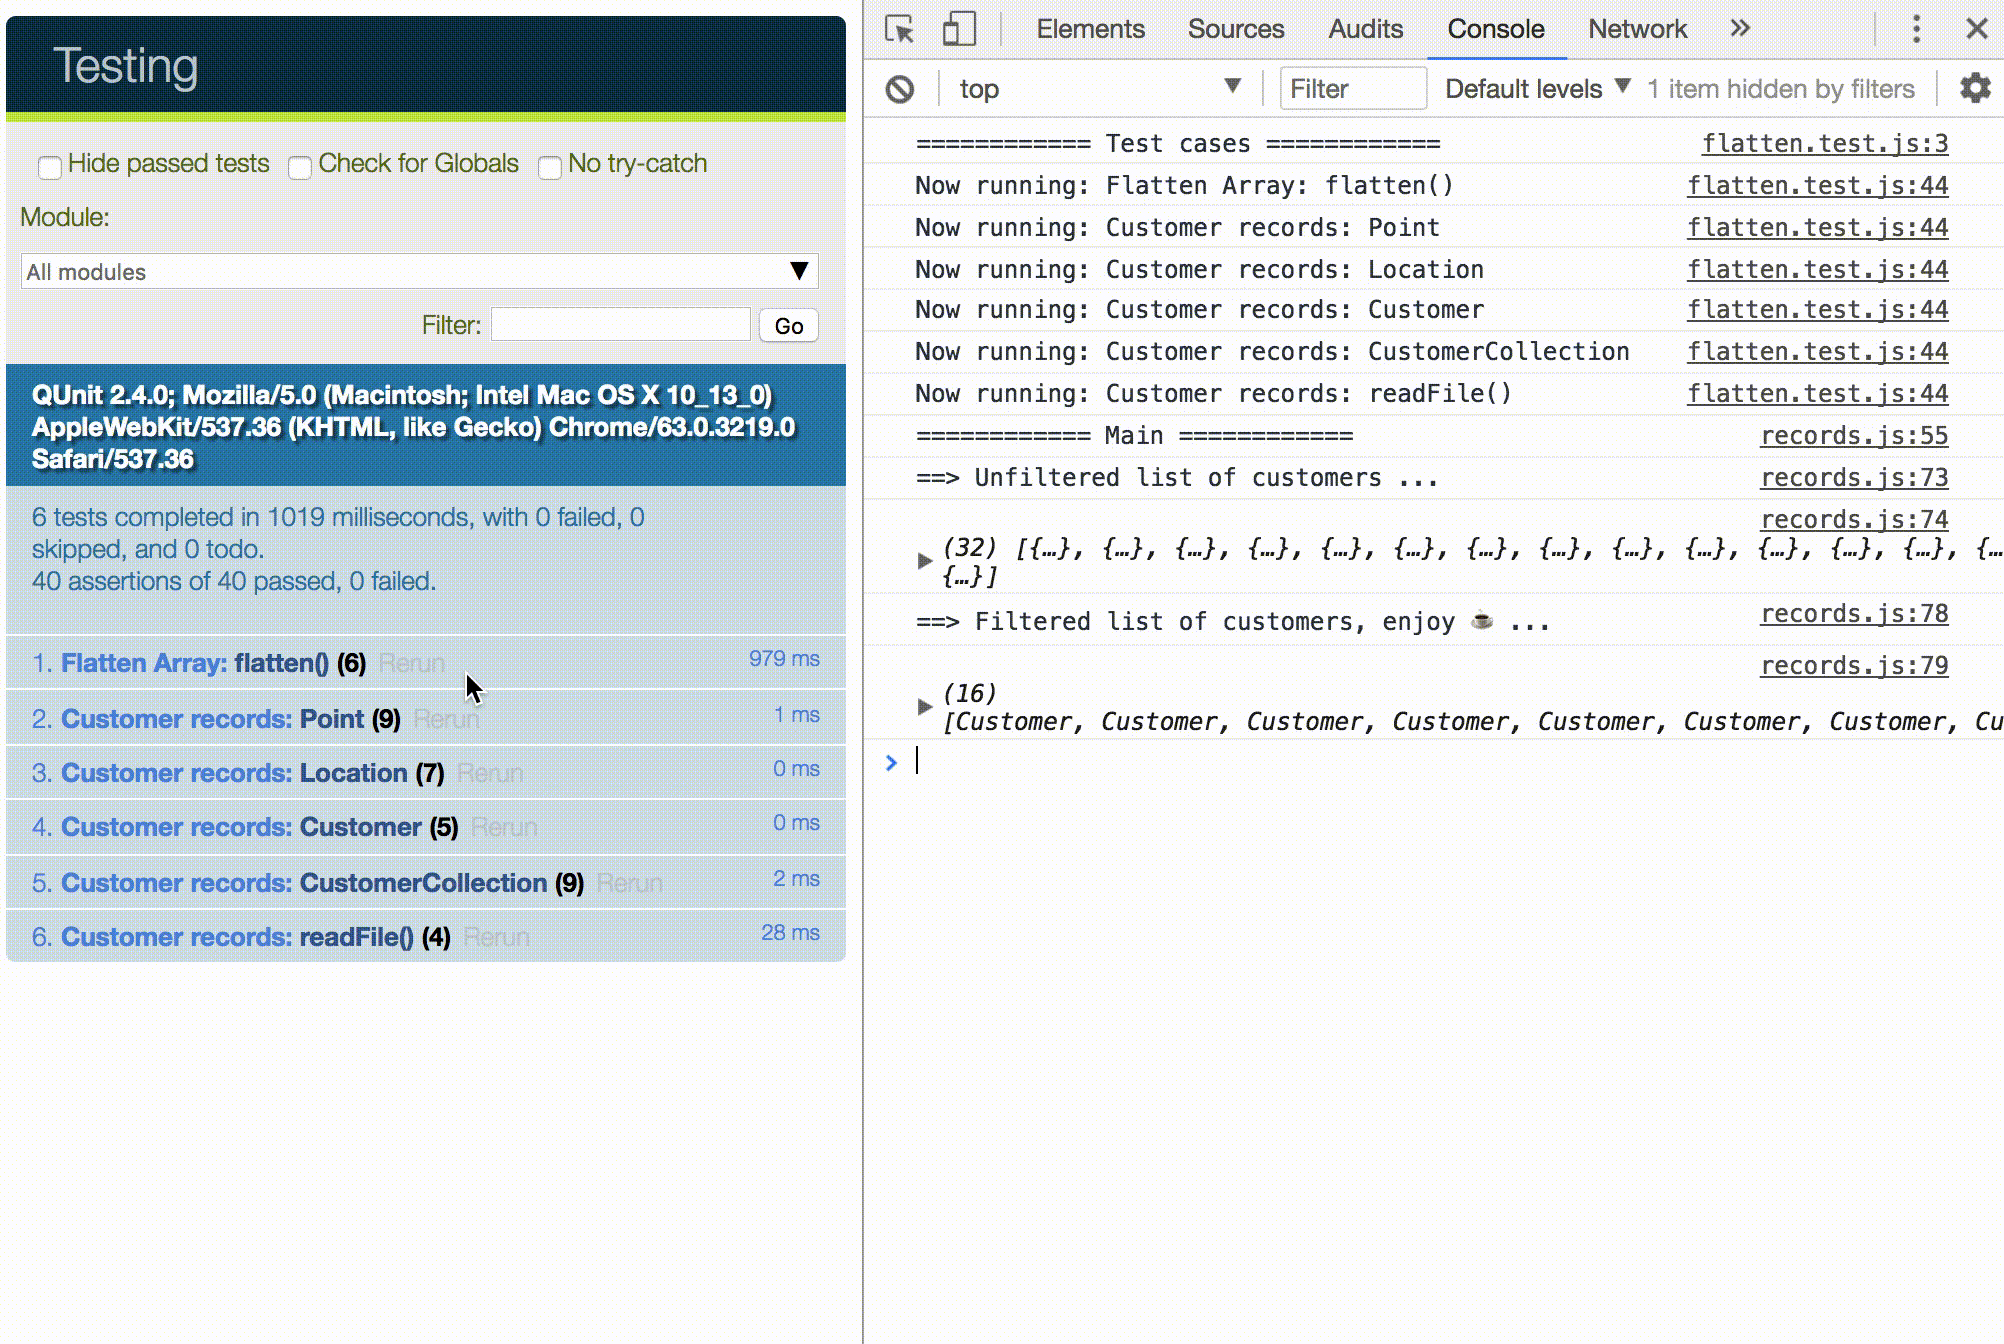 Testing
Hide passed tests Check for Globals No try-catch
Module:
All modules
Filter: Go
QUnit 2.4.0; Mozilla/5.0 (Macintosh; Intel Mac OS X 10_13_0)
AppleWebKit/537.36 (KHTML, like Gecko) Chrome/63.0.3219.0
Safari/537.36
6 tests completed in 1019 milliseconds, with 0 failed, 0
skipped, and 0 todo.
40 assertions of 40 passed, 0 failed.
1. Flatten Array: flatten() (6) Rerun 979 ms
2. Customer records: Point (9) Rerun 1 ms
3. Customer records: Location (7) Rerun 0 ms
4. Customer records: Customer (5) Rerun 0 ms
5. Customer records: CustomerCollection (9) Rerun 2 ms
6. Customer records: readFile() (4) Rerun 28 ms
Elements Sources Audits Console Network
top Filter Default levels 1 item hidden by filters
============ Test cases ============ flatten.test.js:3
Now running: Flatten Array: flatten() flatten.test.js:44
Now running: Customer records: Point flatten.test.js:44
Now running: Customer records: Location flatten.test.js:44
Now running: Customer records: Customer flatten.test.js:44
Now running: Customer records: CustomerCollection flatten.test.js:44
Now running: Customer records: readFile() flatten.test.js:44
============ Main ============ records.js:55
==> Unfiltered list of customers ... records.js:73
records.js:74
(32) [{…}, {…}, {…}, {…}, {…}, {…}, {…}, {…}, {…}, {…}, {…}, {…}, {…}, {…
{…}]
==> Filtered list of customers, enjoy ☕ ... records.js:78
records.js:79
(16)
[Customer, Customer, Customer, Customer, Customer, Customer, Customer, Cu